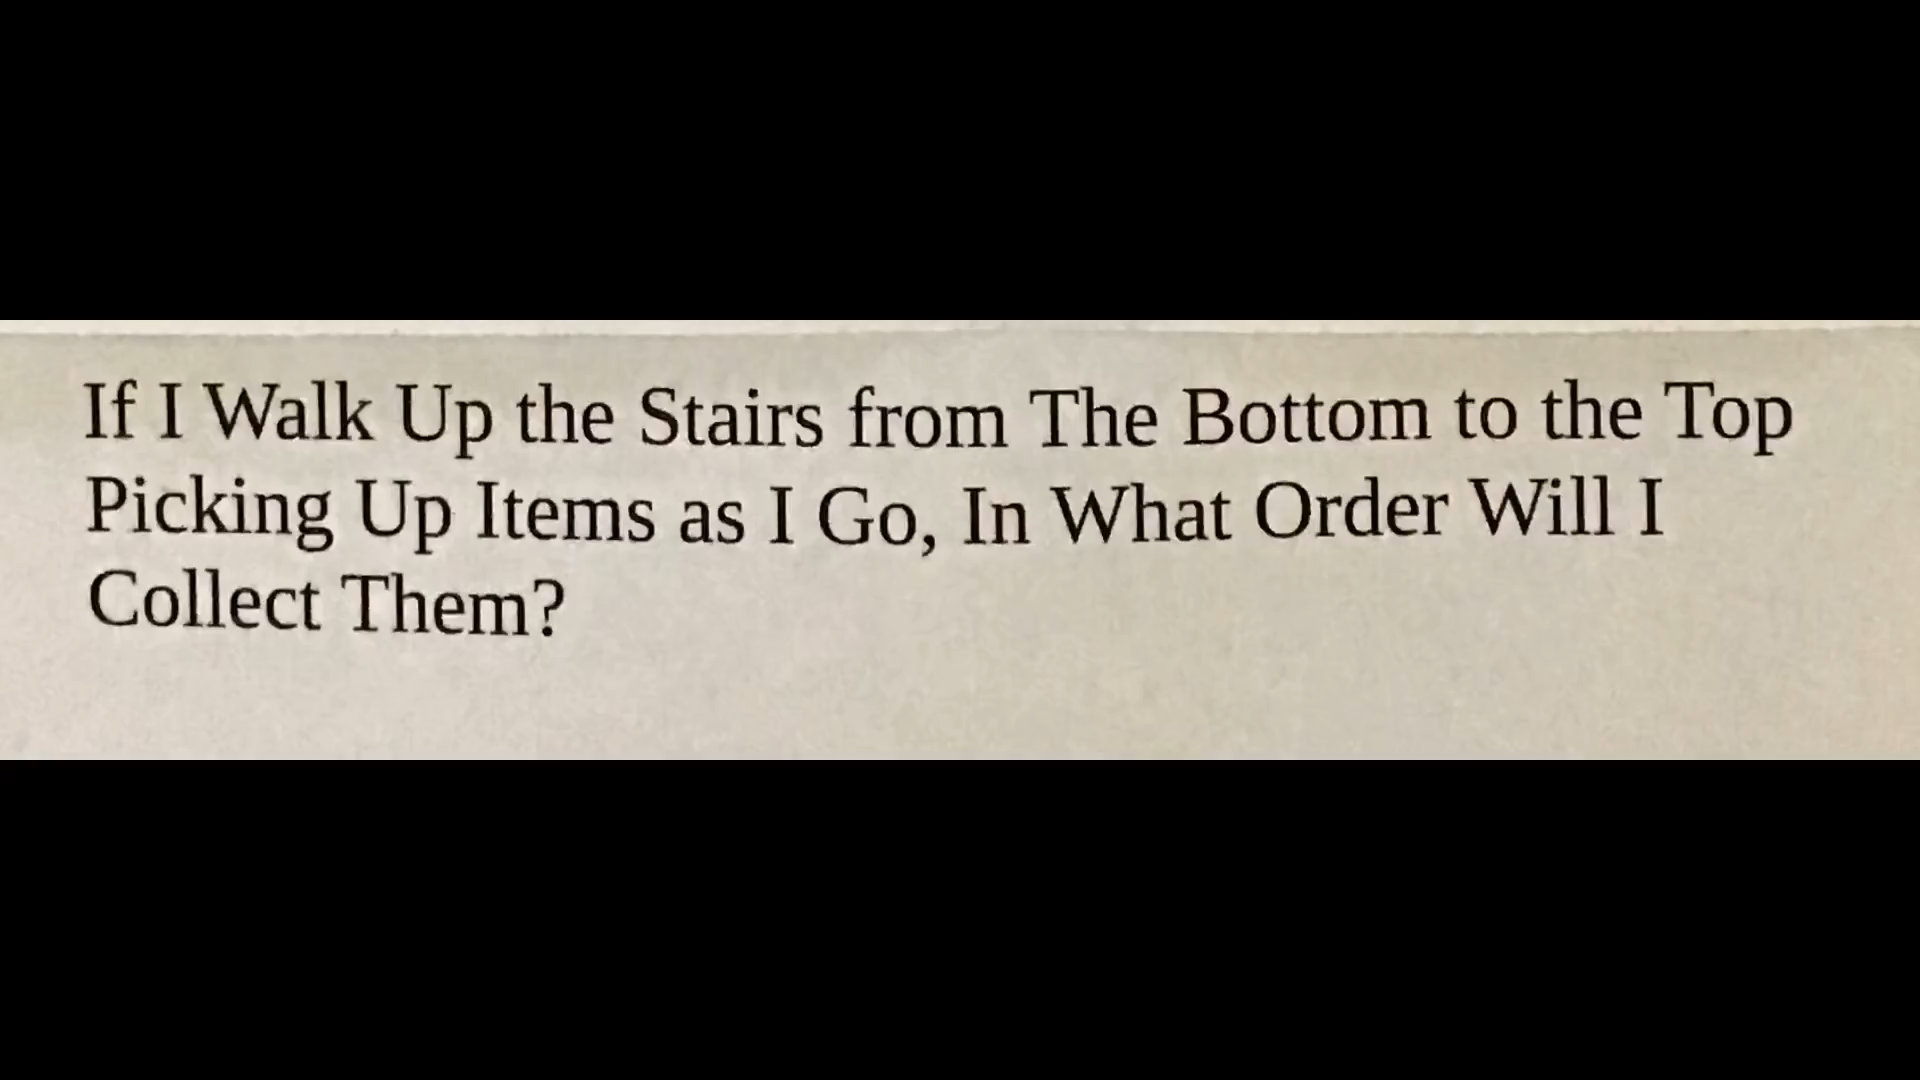 If I Walk Up the Stairs from The Bottom to the Top
Picking Up Items as I Go, In What Order Will I
Collect Them?